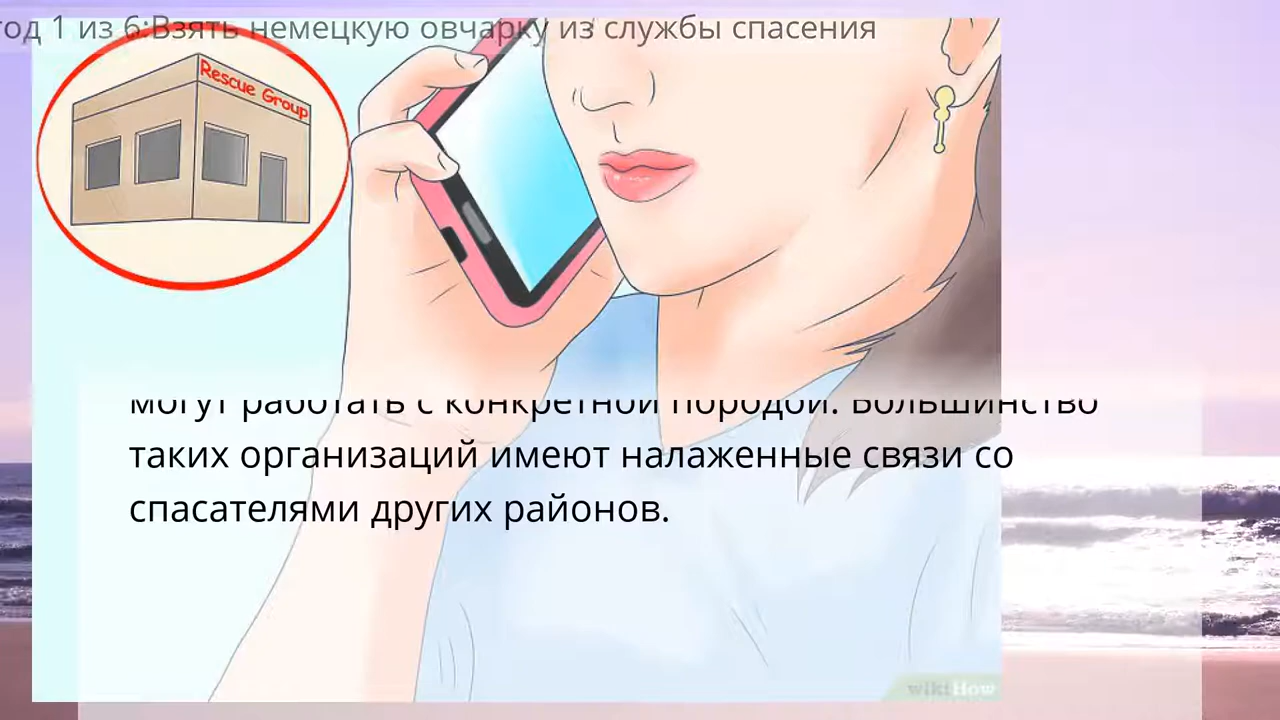 год 1 из 6:Взять немецкую овчарку из службы спасения
Rescue Group
могут работать с конкретной породой. Большинство
таких организаций имеют налаженные связи со
спасателями других районов.
wikiHow